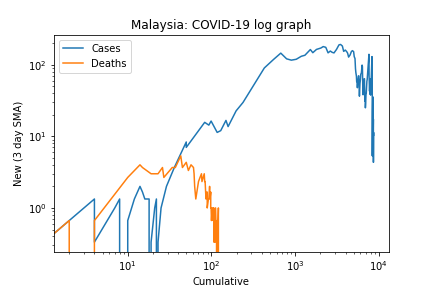 Malaysia: COVID-19 log graph
Cases
Deaths
New (3 day SMA)
10²
10¹
10⁰
10¹ 10² 10³ 10⁴
Cumulative